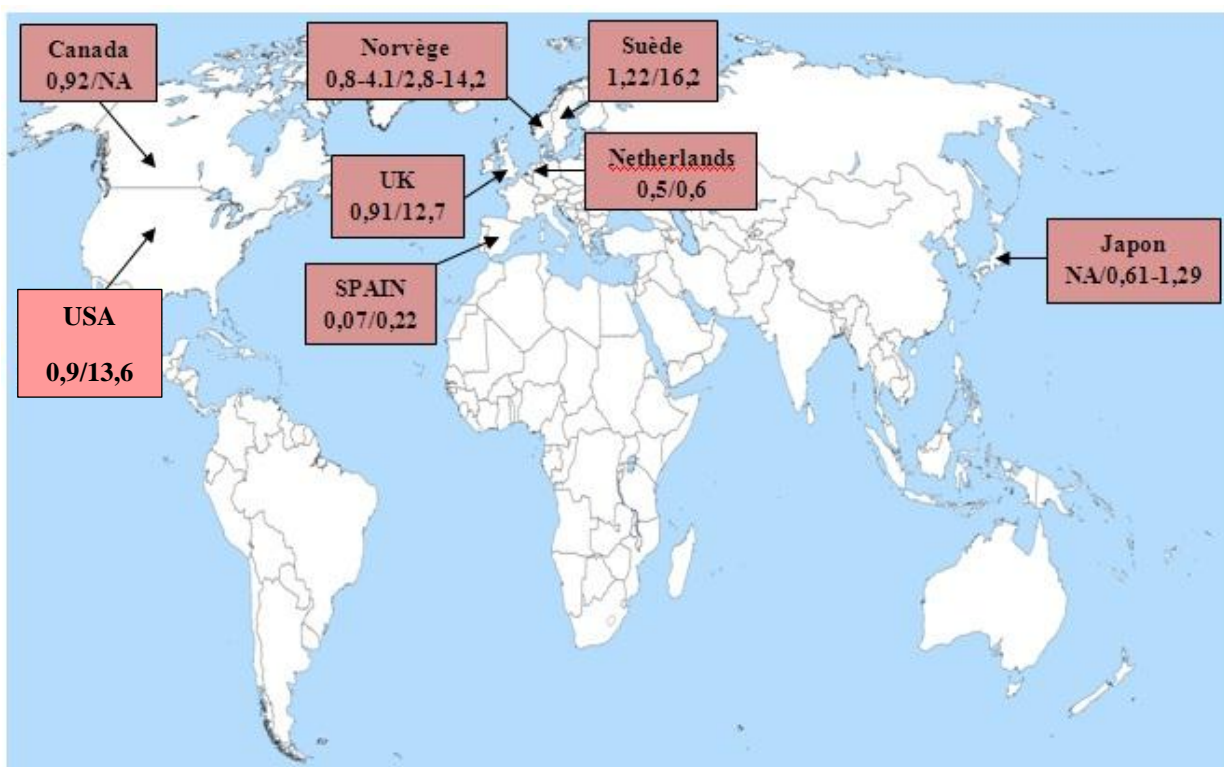 Canada
0,92/NA
Norvège
0,8-4.1/2,8-14,2
Suède
1,22/16,2
UK
0,91/12,7
Netherlands
0,5/0,6
SPAIN
0,07/0,22
Japon
NA/0,61-1,29
USA
0,9/13,6